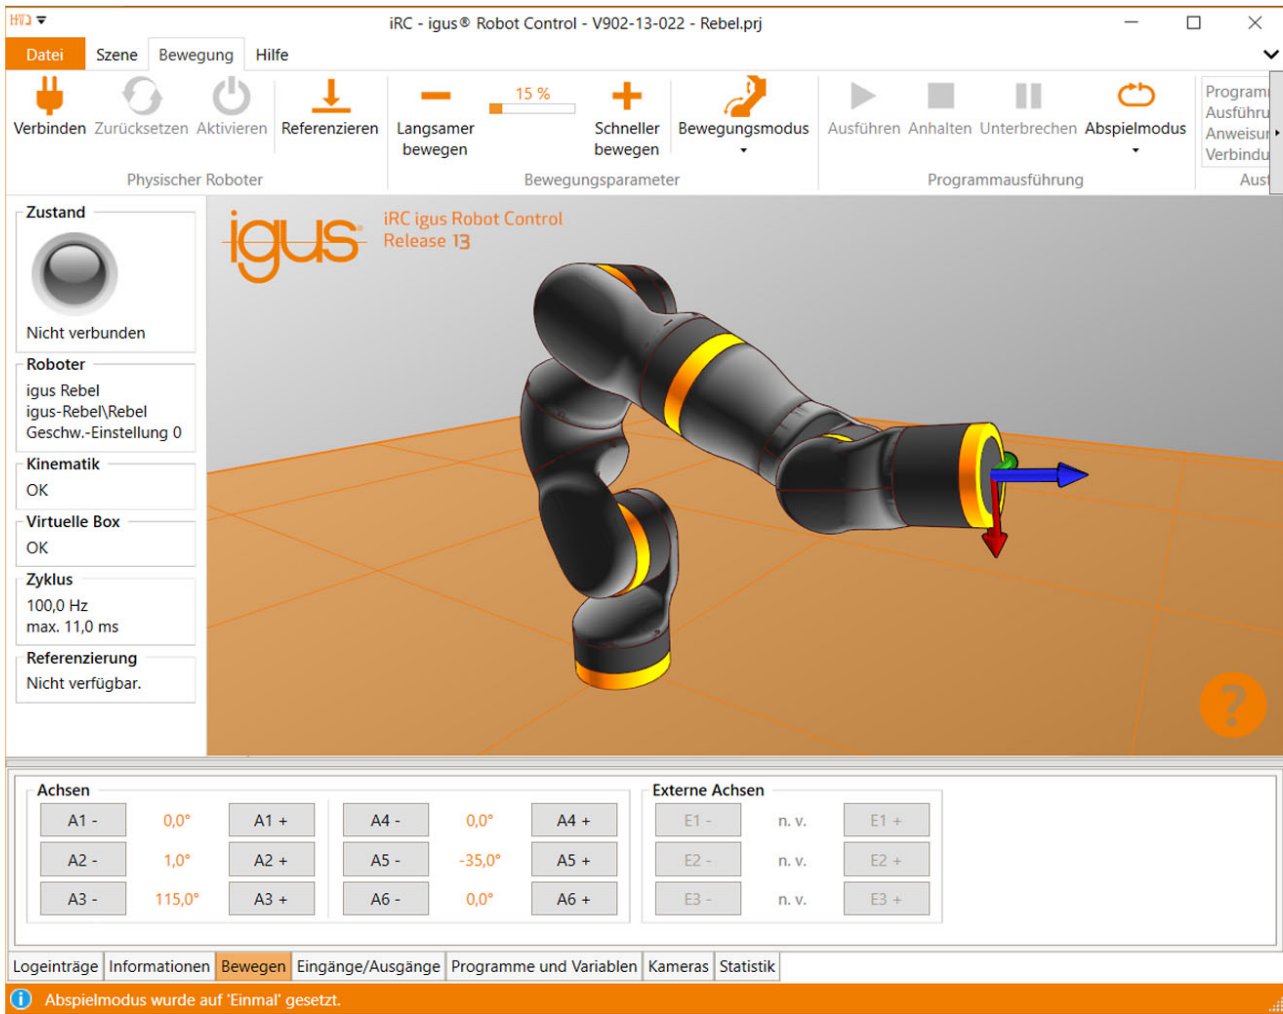 iRC - igus® Robot Control - V902-13-022 - Rebel.prj
Datei Szene Bewegung Hilfe
Verbinden Zurücksetzen Aktivieren Referenzieren
Langsamer bewegen
15 %
Schneller bewegen
Bewegungsmodus
Ausführen Anhalten Unterbrechen Abspielmodus
Physischer Roboter
Bewegungsparameter
Programmausführung
Zustand
Nicht verbunden
Roboter
igus Rebel
igus-Rebel\Rebel
Geschw.-Einstellung 0
Kinematik
OK
Virtuelle Box
OK
Zyklus
100,0 Hz
max. 11,0 ms
Referenzierung
Nicht verfügbar.
igus®
iRC igus Robot Control
Release 13
?
Achsen
A1 - 0,0° A1 + A4 - 0,0° A4 +
A2 - 1,0° A2 + A5 - -35,0° A5 +
A3 - 115,0° A3 + A6 - 0,0° A6 +
Externe Achsen
E1 - n. v. E1 +
E2 - n. v. E2 +
E3 - n. v. E3 +
Logeinträge Informationen Bewegen Eingänge/Ausgänge Programme und Variablen Kameras Statistik
Abspielmodus wurde auf 'Einmal' gesetzt.